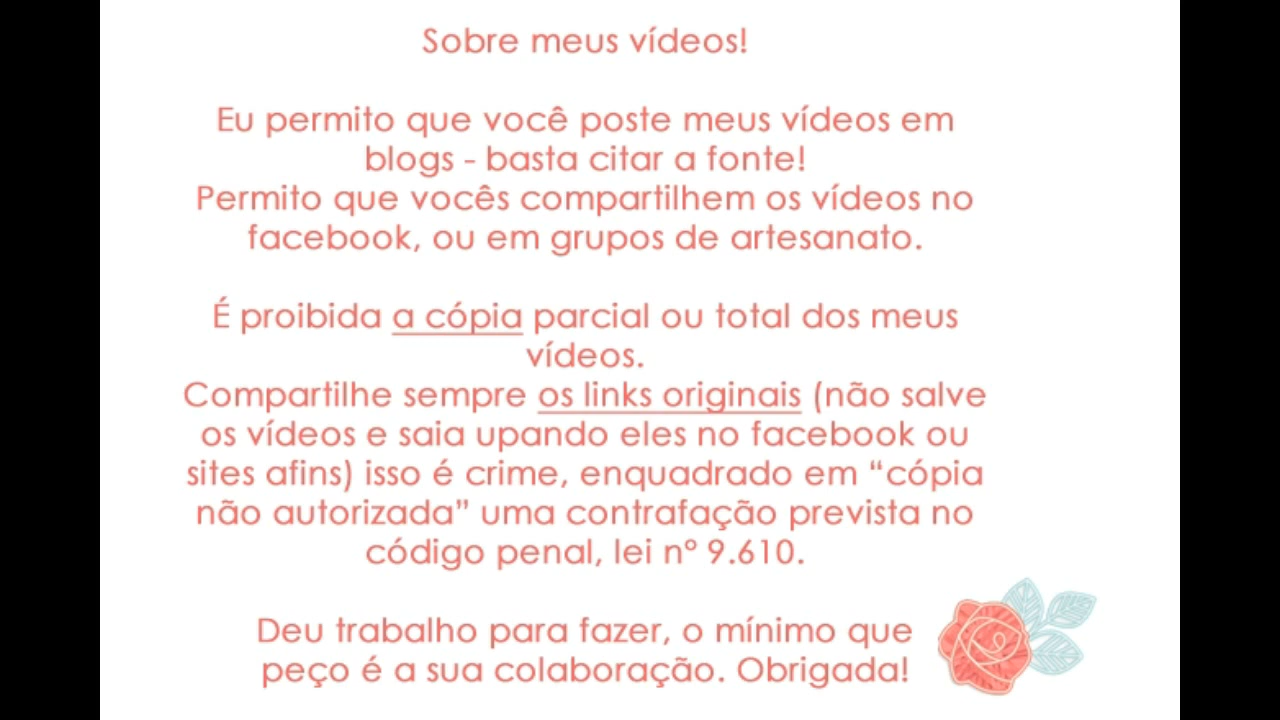 Sobre meus vídeos!
Eu permito que você poste meus vídeos em
blogs - basta citar a fonte!
Permito que vocês compartilhem os vídeos no
facebook, ou em grupos de artesanato.
É proibida a cópia parcial ou total dos meus
vídeos.
Compartilhe sempre os links originais (não salve
os vídeos e saia upando eles no facebook ou
sites afins) isso é crime, enquadrado em “cópia
não autorizada” uma contrafação prevista no
código penal, lei nº 9.610.
Deu trabalho para fazer, o mínimo que
peço é a sua colaboração. Obrigada!